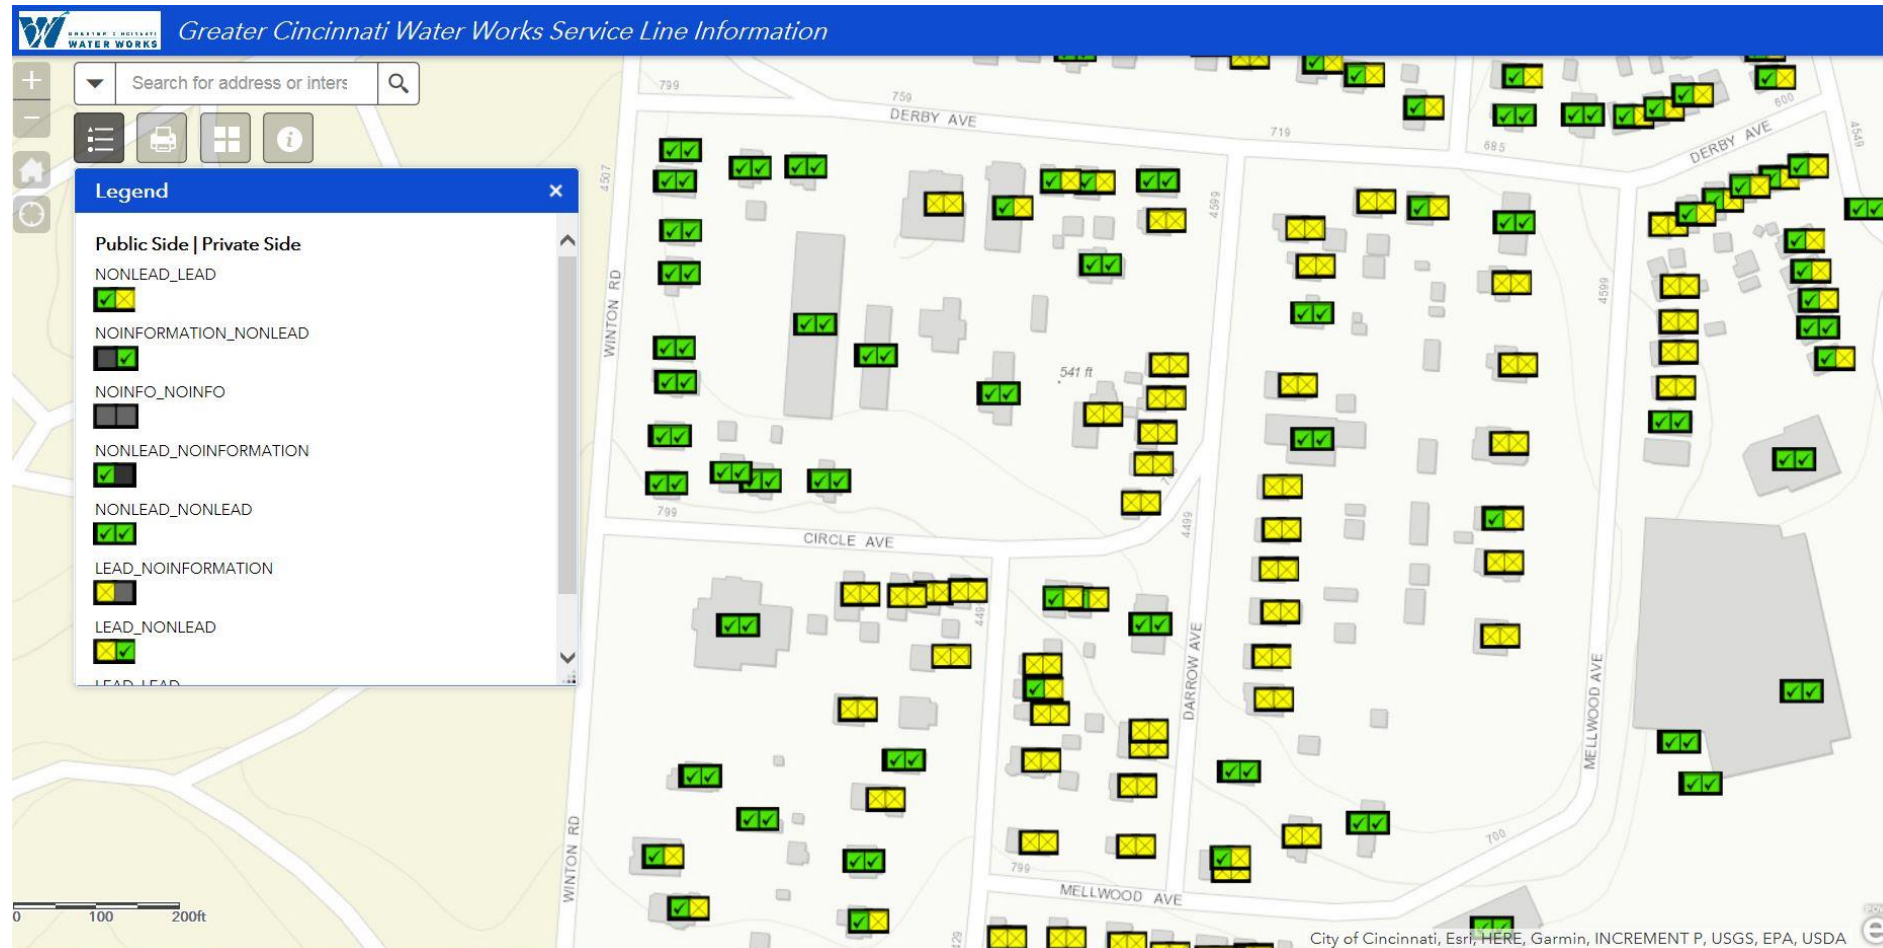 GREATER CINCINNATI
WATER WORKS
Greater Cincinnati Water Works Service Line Information
Search for address or inters
Legend
Public Side | Private Side
NONLEAD_LEAD
NOINFORMATION_NONLEAD
NOINFO_NOINFO
NONLEAD_NOINFORMATION
NONLEAD_NONLEAD
LEAD_NOINFORMATION
LEAD_NONLEAD
LEAD_LEAD
799
759
DERBY AVE
719
685
DERBY AVE
600
4549
4507
4599
4599
WINTON RD
541 ft
799
CIRCLE AVE
4499
449
DARROW AVE
MELLWOOD AVE
WINTON RD
700
799
MELLWOOD AVE
429
0 100 200ft
City of Cincinnati, Esri, HERE, Garmin, INCREMENT P, USGS, EPA, USDA